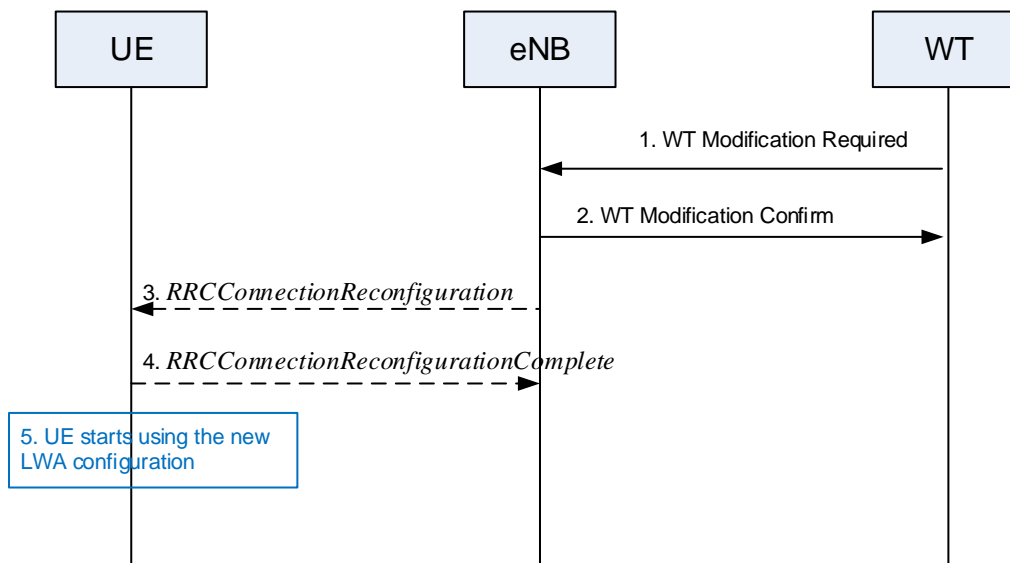 UE
eNB
WT
1. WT Modification Required
2. WT Modification Confirm
3. RRCConnectionReconfiguration
4. RRCConnectionReconfigurationComplete
5. UE starts using the new
LWA configuration